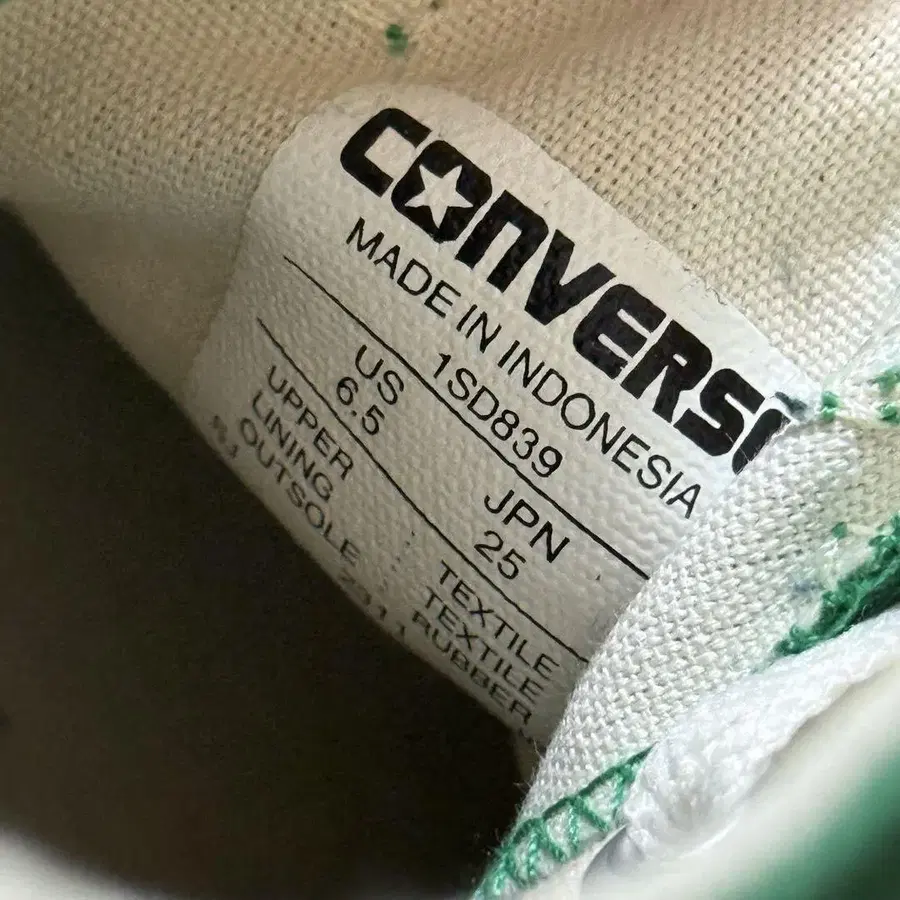 CONVERSE
MADE IN INDONESIA
1SD839
US JPN
6.5 25
UPPER : TEXTILE
LINING : TEXTILE
OUTSOLE : RUBBER